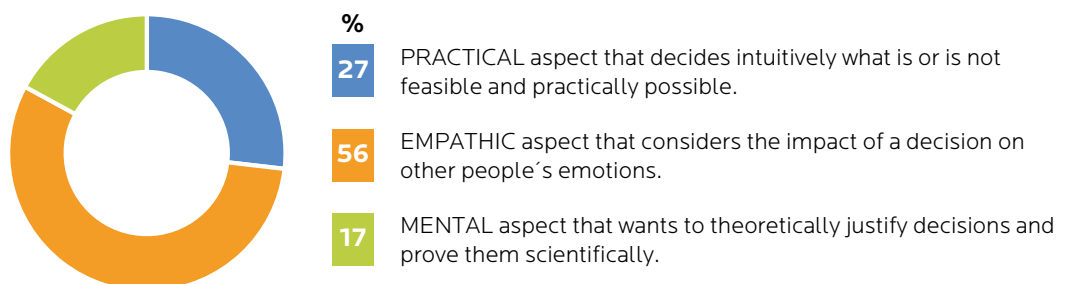 %
27
PRACTICAL aspect that decides intuitively what is or is not
feasible and practically possible.
56
EMPATHIC aspect that considers the impact of a decision on
other people´s emotions.
17
MENTAL aspect that wants to theoretically justify decisions and
prove them scientifically.